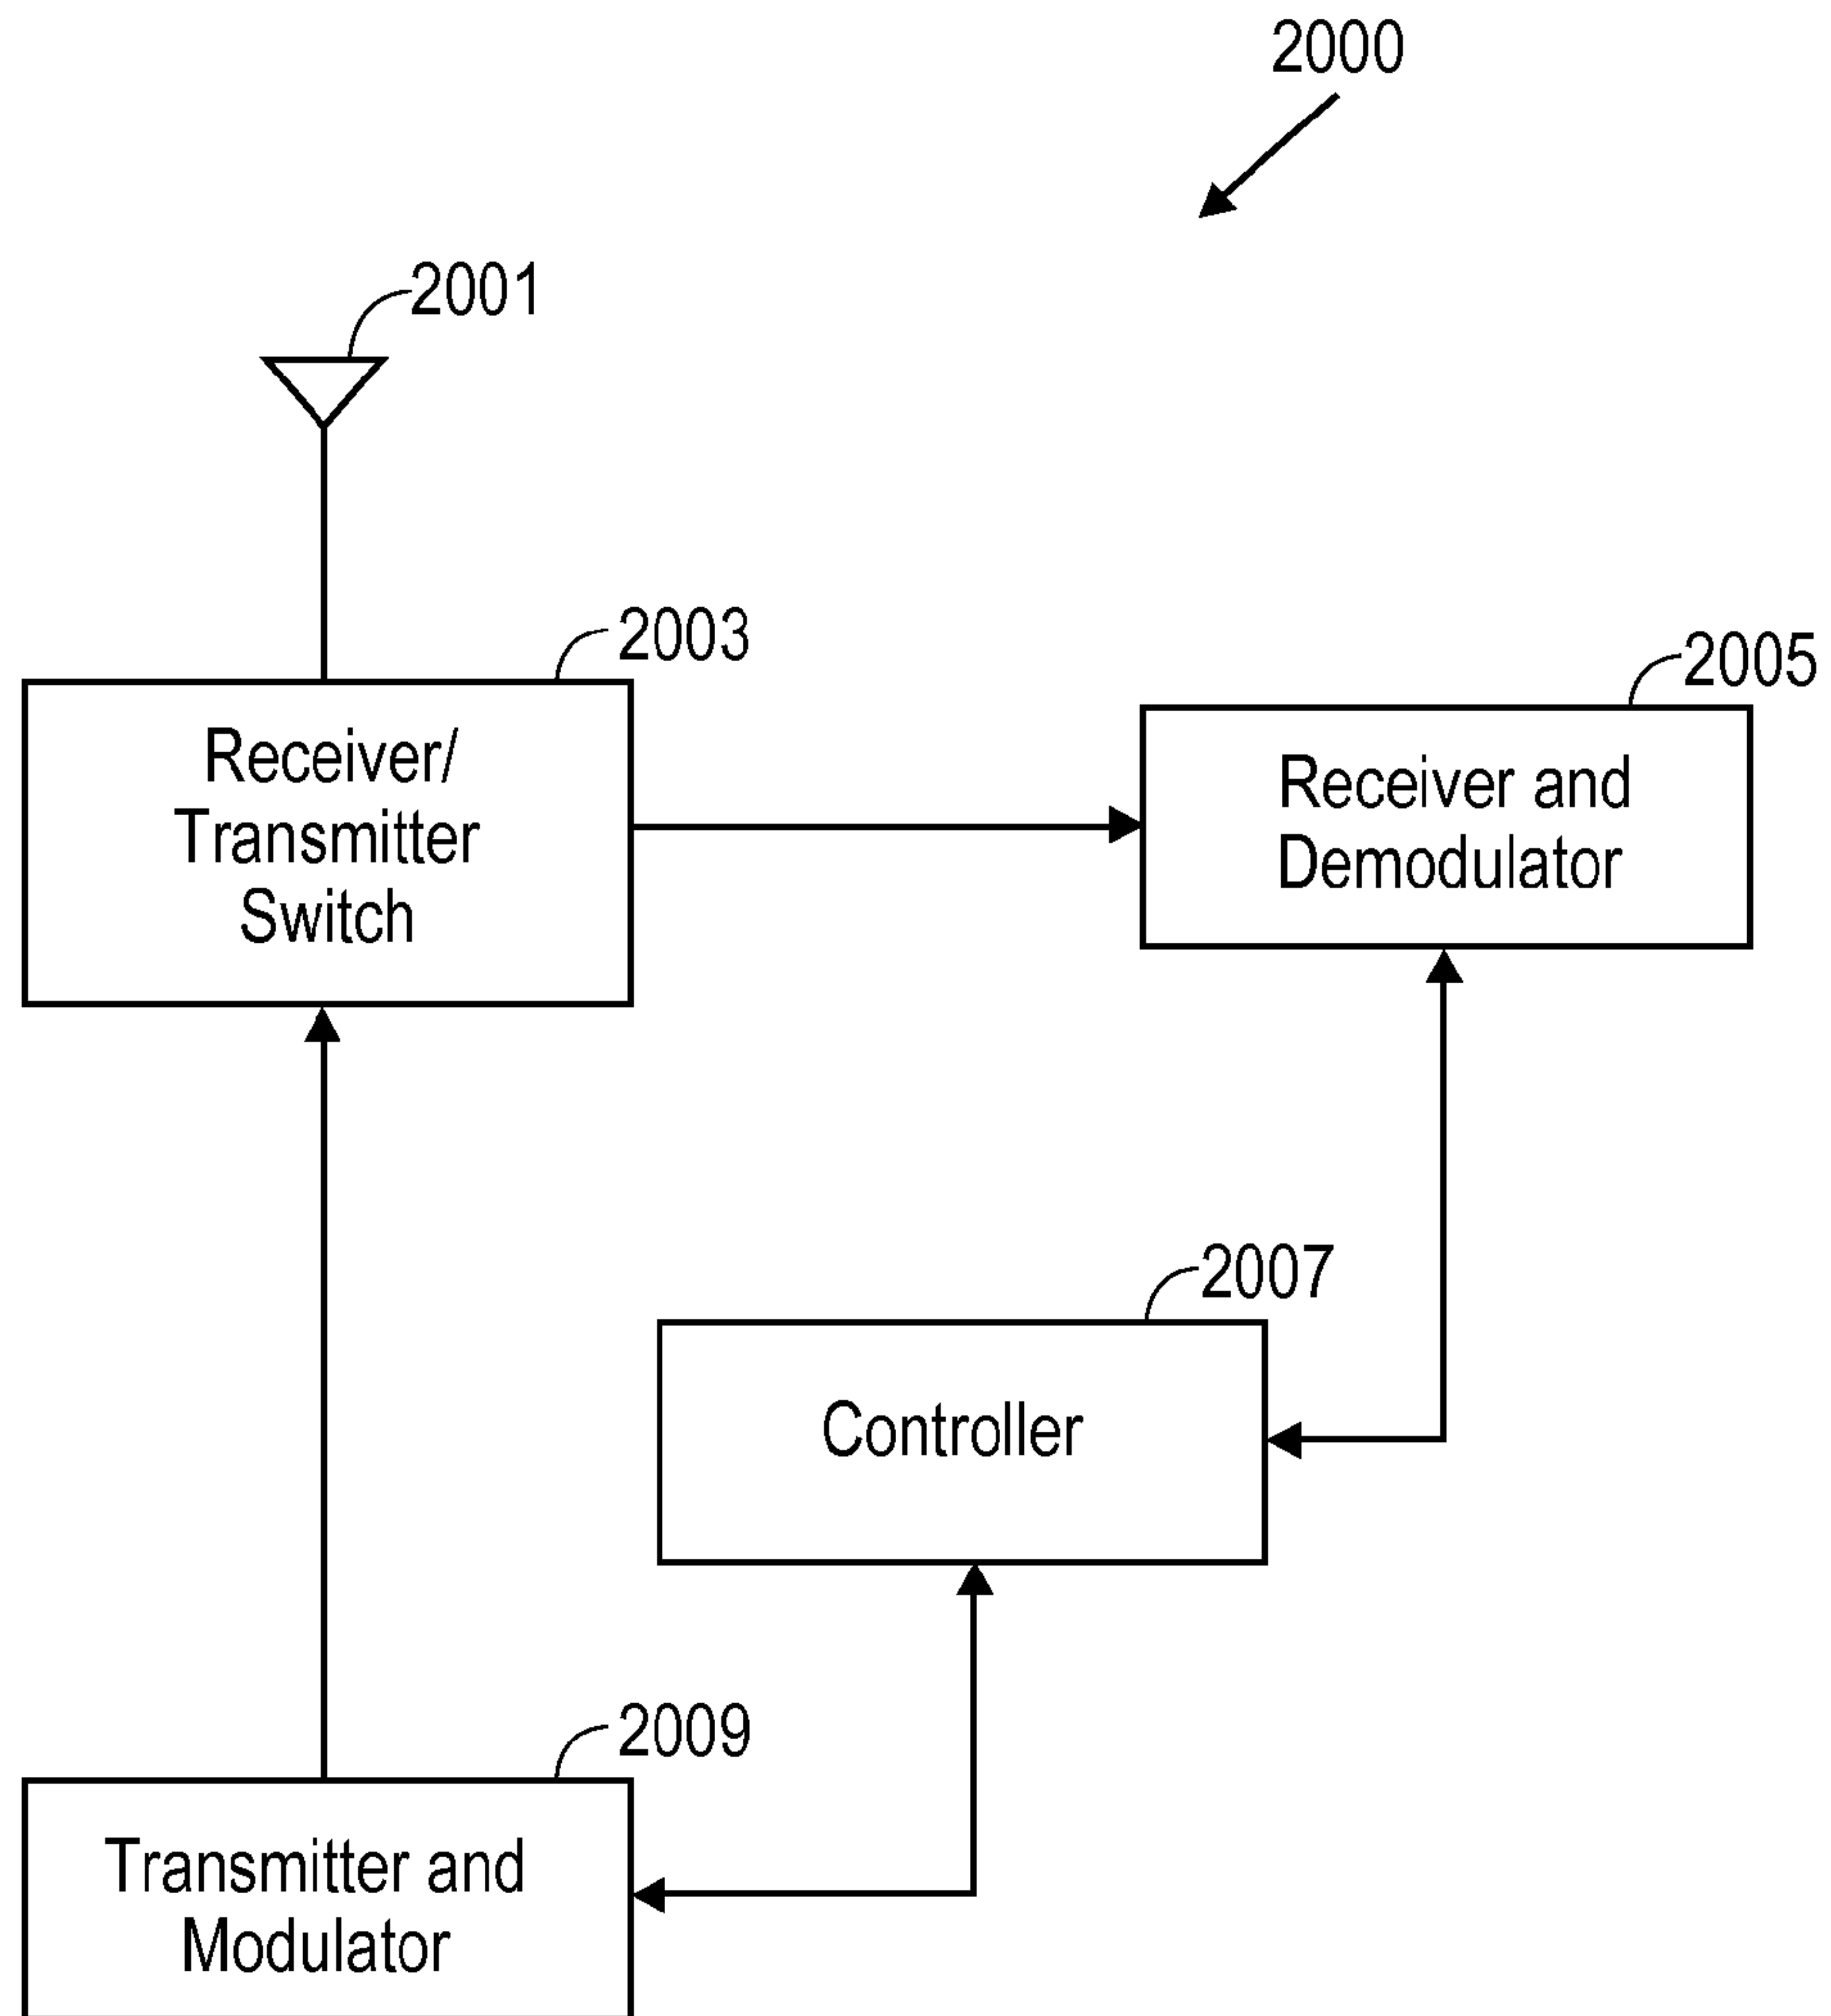 2000
2001
2003
Receiver/
Transmitter
Switch
2005
Receiver and
Demodulator
2007
Controller
2009
Transmitter and
Modulator